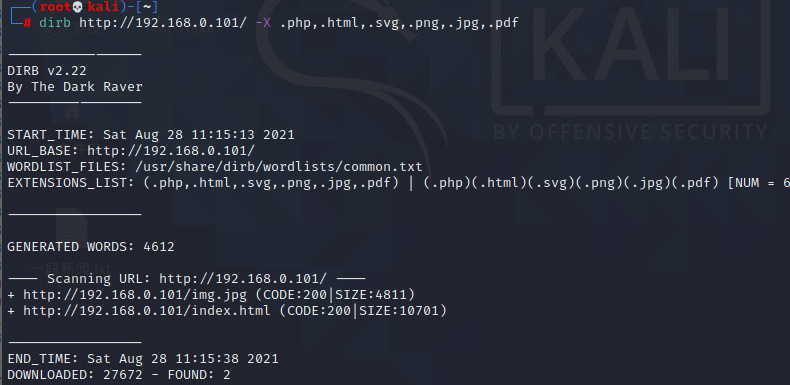 (root💀kali)-[~]
# dirb http://192.168.0.101/ -X .php,.html,.svg,.png,.jpg,.pdf
KALI
DIRB v2.22
By The Dark Raver
BY OFFENSIVE SECURITY
START_TIME: Sat Aug 28 11:15:13 2021
URL_BASE: http://192.168.0.101/
WORDLIST_FILES: /usr/share/dirb/wordlists/common.txt
EXTENSIONS_LIST: (.php,.html,.svg,.png,.jpg,.pdf) | (.php)(.html)(.svg)(.png)(.jpg)(.pdf) [NUM = 6
GENERATED WORDS: 4612
---- Scanning URL: http://192.168.0.101/ ----
+ http://192.168.0.101/img.jpg (CODE:200|SIZE:4811)
+ http://192.168.0.101/index.html (CODE:200|SIZE:10701)
END_TIME: Sat Aug 28 11:15:38 2021
DOWNLOADED: 27672 - FOUND: 2